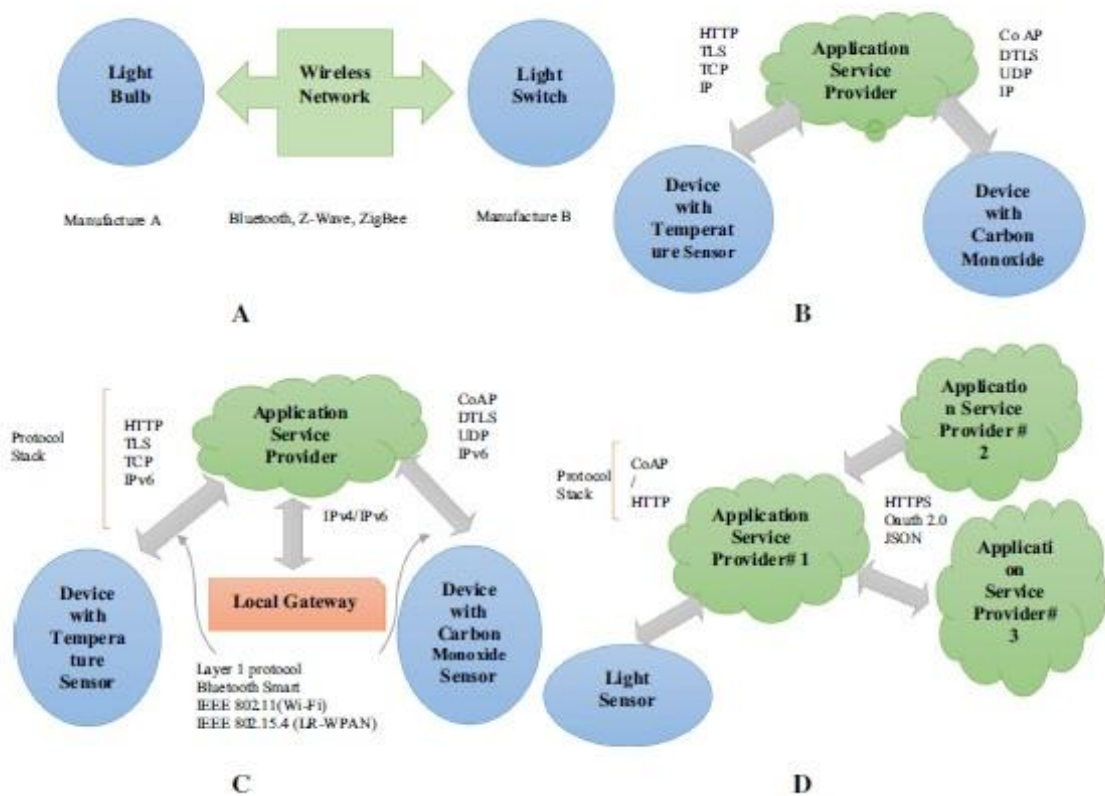 Light
Bulb
Wireless
Network
Light
Switch
Manufacture A
Bluetooth, Z-Wave, ZigBee
Manufacture B
A
HTTP
TLS
TCP
IP
Application
Service
Provider
Co AP
DTLS
UDP
IP
Device
with
Temperat
ure Sensor
Device
with
Carbon
Monoxide
B
Protocol
Stack
HTTP
TLS
TCP
IPv6
Application
Service
Provider
CoAP
DTLS
UDP
IPv6
IPv4/IPv6
Device
with
Tempera
ture
Sensor
Local Gateway
Device
with
Carbon
Monoxide
Sensor
Layer 1 protocol
Bluetooth Smart
IEEE 802.11(Wi-Fi)
IEEE 802.15.4 (LR-WPAN)
C
Applicatio
n Service
Provider #
2
Protocol
Stack
CoAP
/
HTTP
Application
Service
Provider# 1
HTTPS
Oauth 2.0
JSON
Applicati
on
Service
Provider#
3
Light
Sensor
D